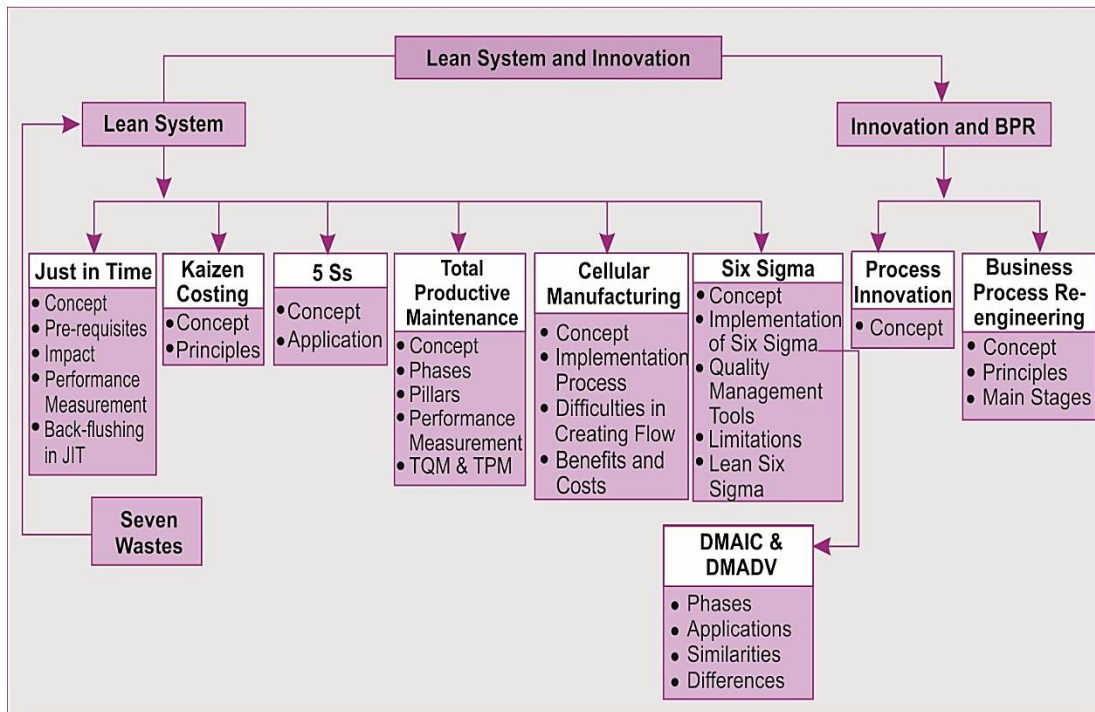 Lean System and Innovation
Lean System
Innovation and BPR
Just in Time
• Concept
• Pre-requisites
• Impact
• Performance
Measurement
• Back-flushing
in JIT
Kaizen
Costing
• Concept
• Principles
5 Ss
• Concept
• Application
Total
Productive
Maintenance
• Concept
• Phases
• Pillars
• Performance
Measurement
• TQM & TPM
Cellular
Manufacturing
• Concept
• Implementation
Process
• Difficulties in
Creating Flow
• Benefits and
Costs
Six Sigma
• Concept
• Implementation
of Six Sigma
• Quality
Management
Tools
• Limitations
• Lean Six
Sigma
Process
Innovation
• Concept
Business
Process Re-
engineering
• Concept
• Principles
• Main Stages
Seven
Wastes
DMAIC &
DMADV
• Phases
• Applications
• Similarities
• Differences